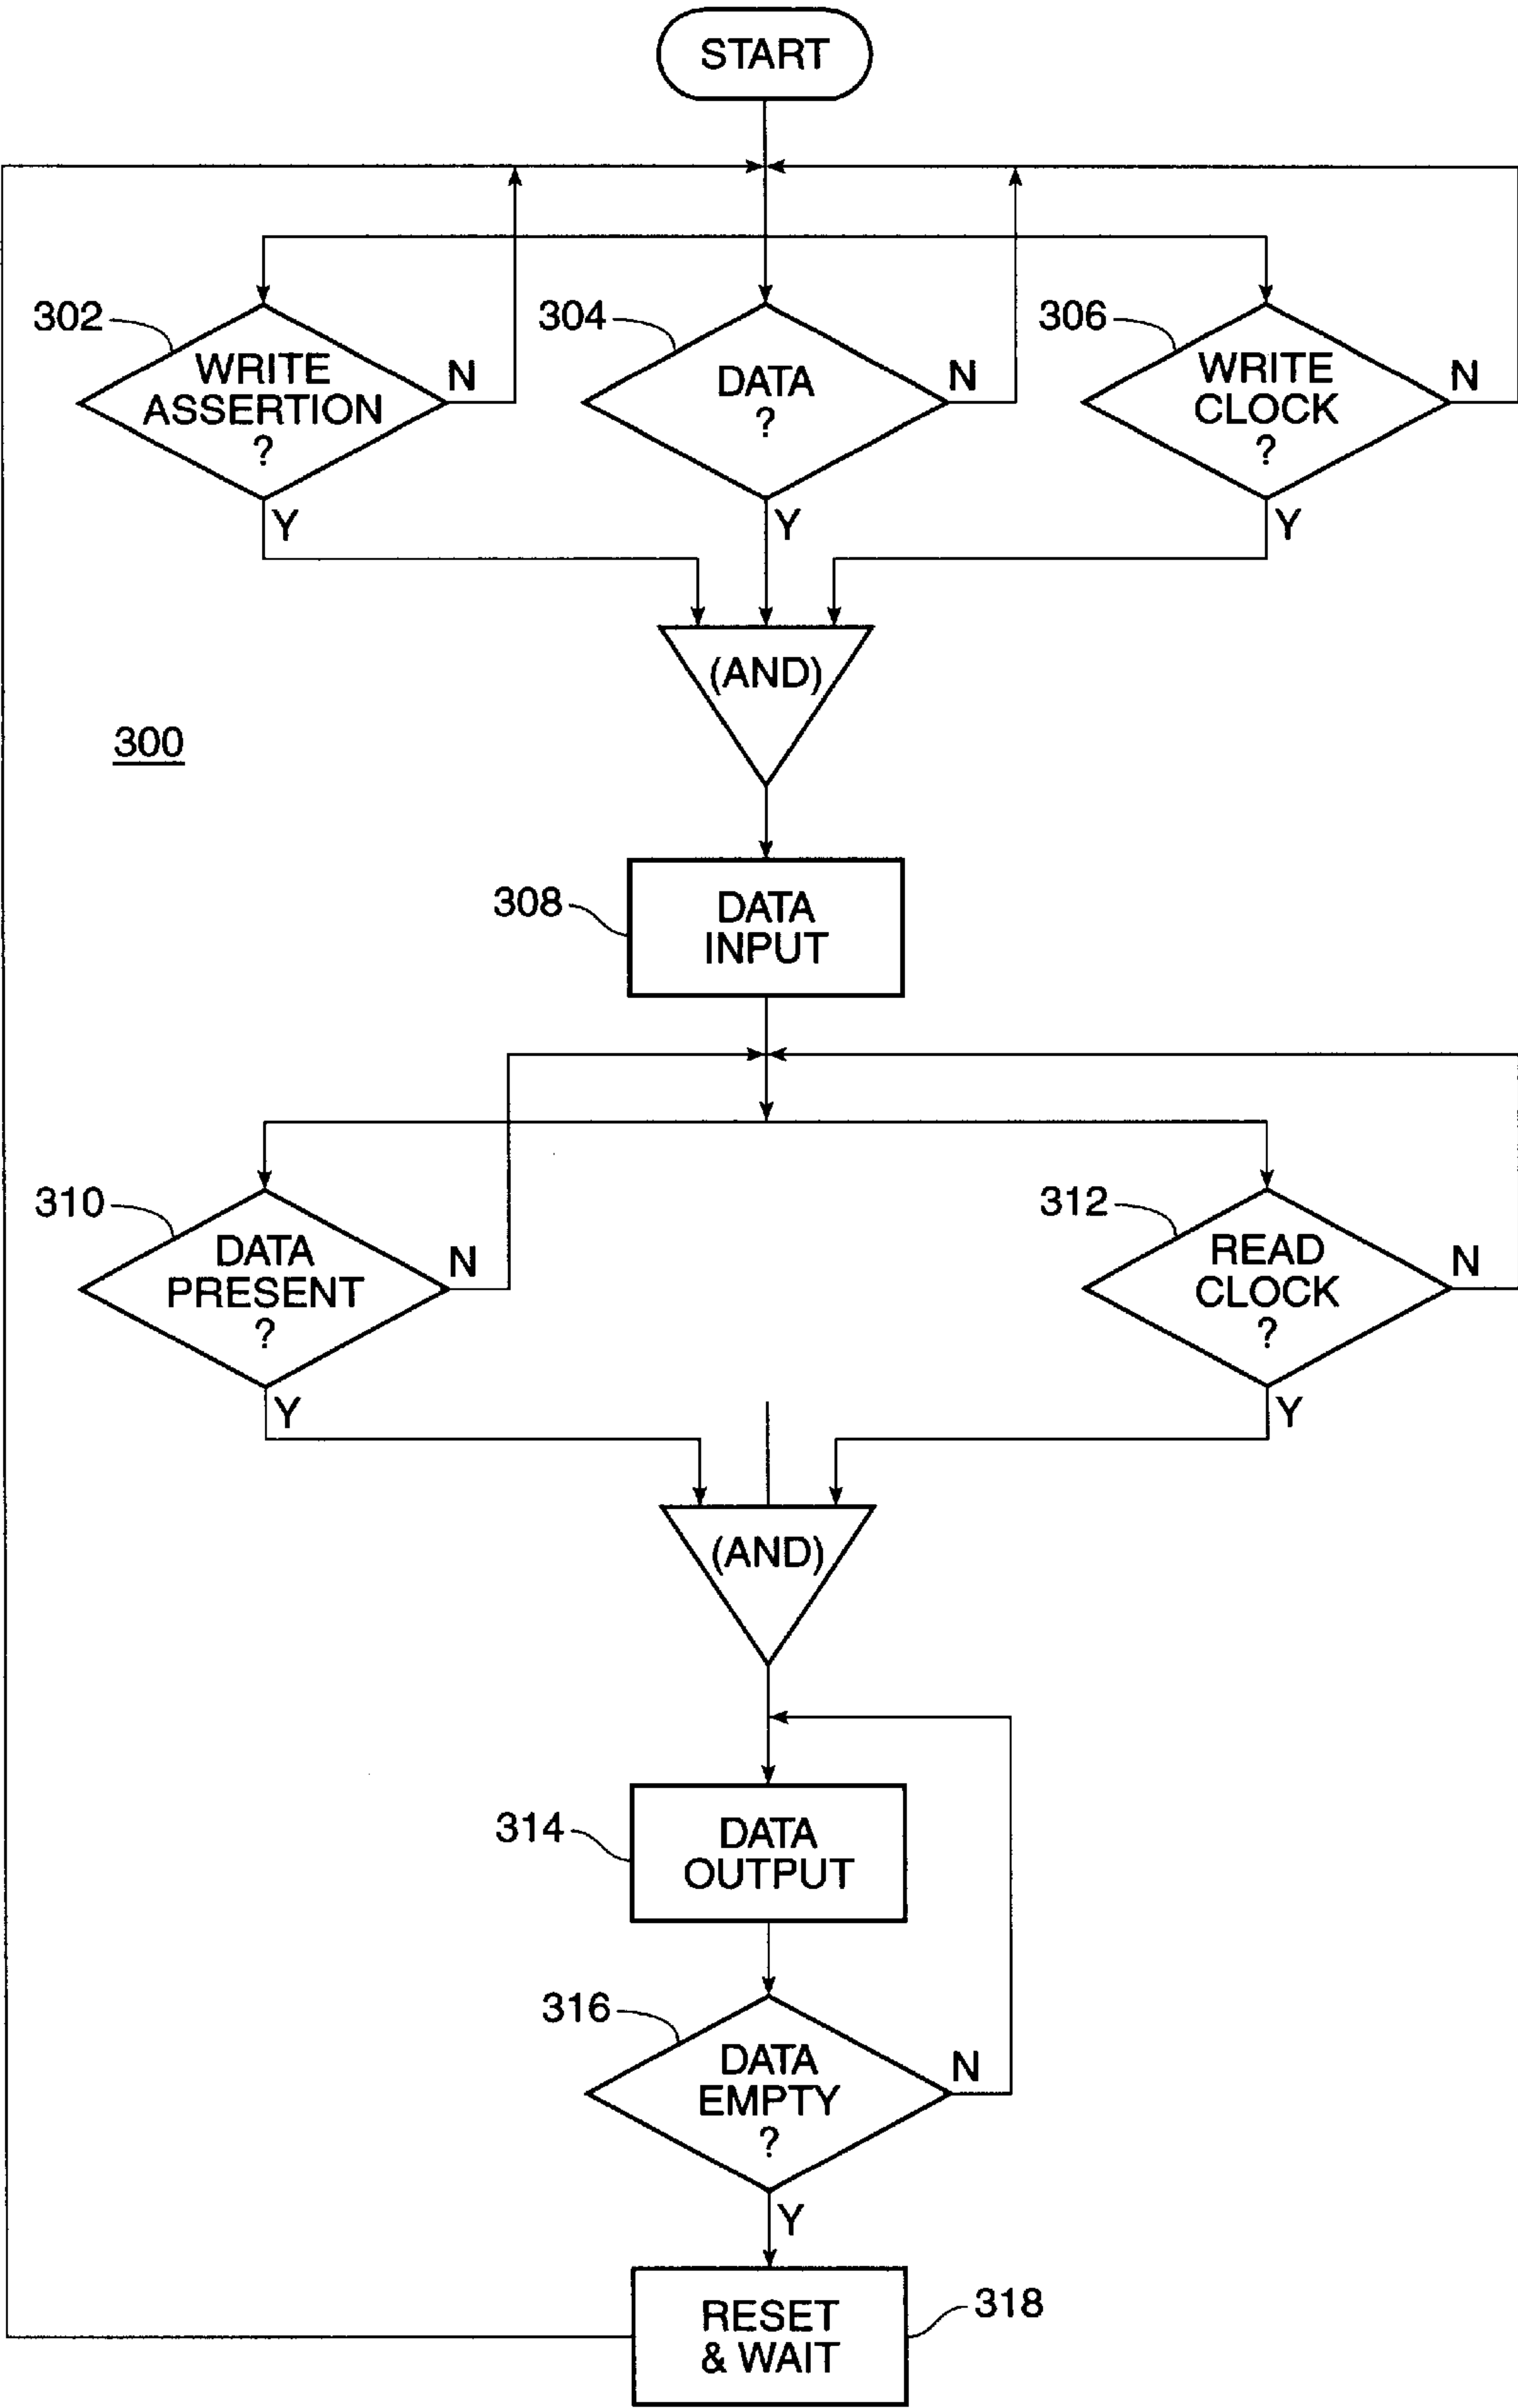 START
302
WRITE
ASSERTION
?
N
Y
304
DATA
?
N
Y
306
WRITE
CLOCK
?
N
Y
(AND)
300
308
DATA
INPUT
310
DATA
PRESENT
?
N
Y
312
READ
CLOCK
?
N
Y
(AND)
314
DATA
OUTPUT
316
DATA
EMPTY
?
N
Y
RESET
& WAIT
318